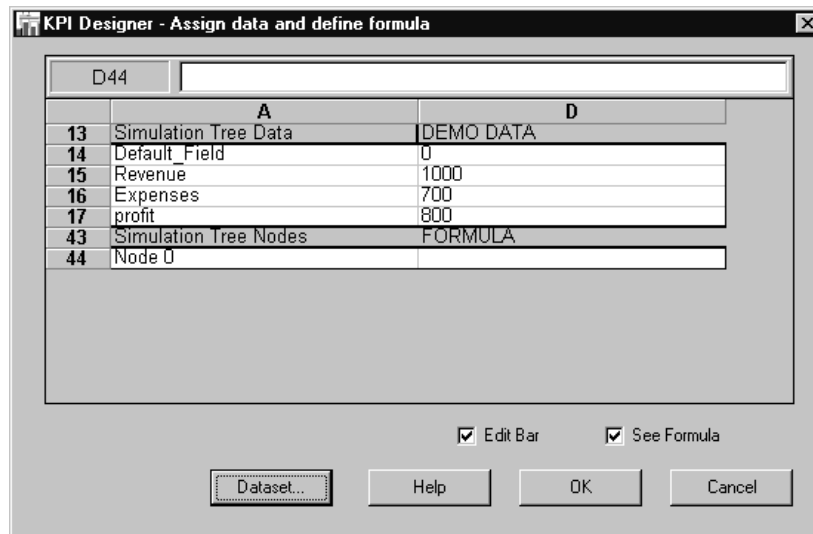 KPI Designer - Assign data and define formula
D44
A D
13 Simulation Tree Data DEMO DATA
14 Default_Field 0
15 Revenue 1000
16 Expenses 700
17 profit 800
43 Simulation Tree Nodes FORMULA
44 Node 0
Edit Bar See Formula
Dataset... Help OK Cancel